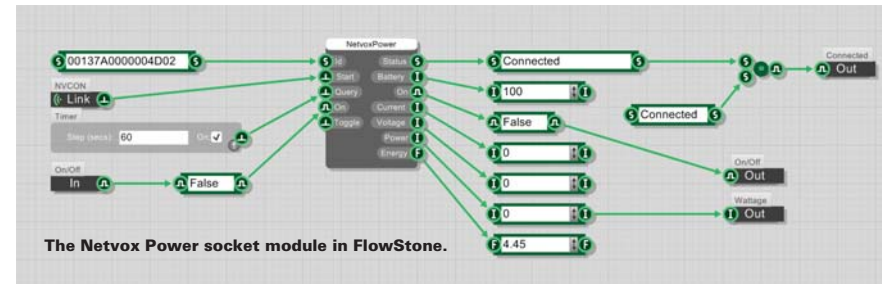 NetvoxPower
00137A0000004D02
Id
Start
Query
On
Toggle
Status
Battery
On
Current
Voltage
Power
Energy
NVCON
Link
Timer
Step (secs) 60 On
On/Off
In
False
Connected
100
False
0
0
0
4.45
Connected
Connected
Out
On/Off
Out
Wattage
Out
The Netvox Power socket module in FlowStone.